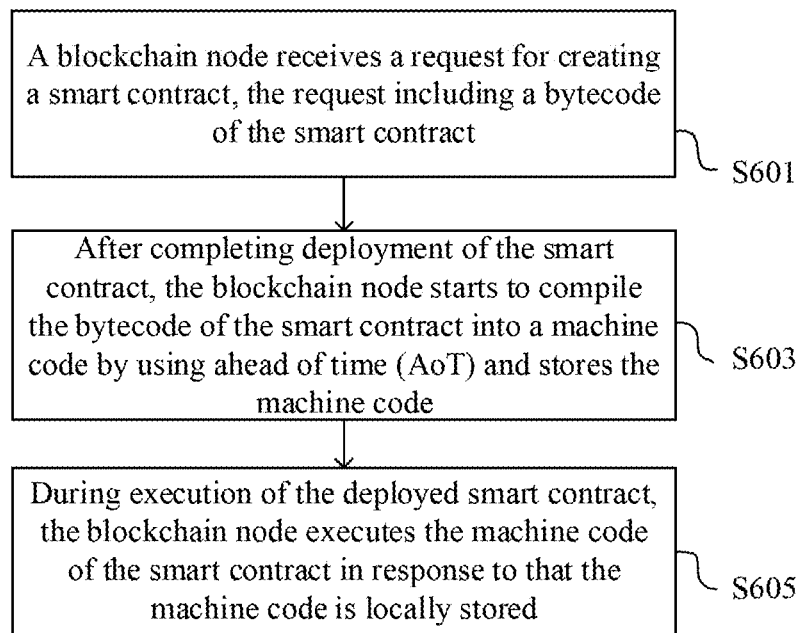 A blockchain node receives a request for creating
a smart contract, the request including a bytecode
of the smart contract
S601
After completing deployment of the smart
contract, the blockchain node starts to compile
the bytecode of the smart contract into a machine
code by using ahead of time (AoT) and stores the
machine code
S603
During execution of the deployed smart contract,
the blockchain node executes the machine code
of the smart contract in response to that the
machine code is locally stored
S605